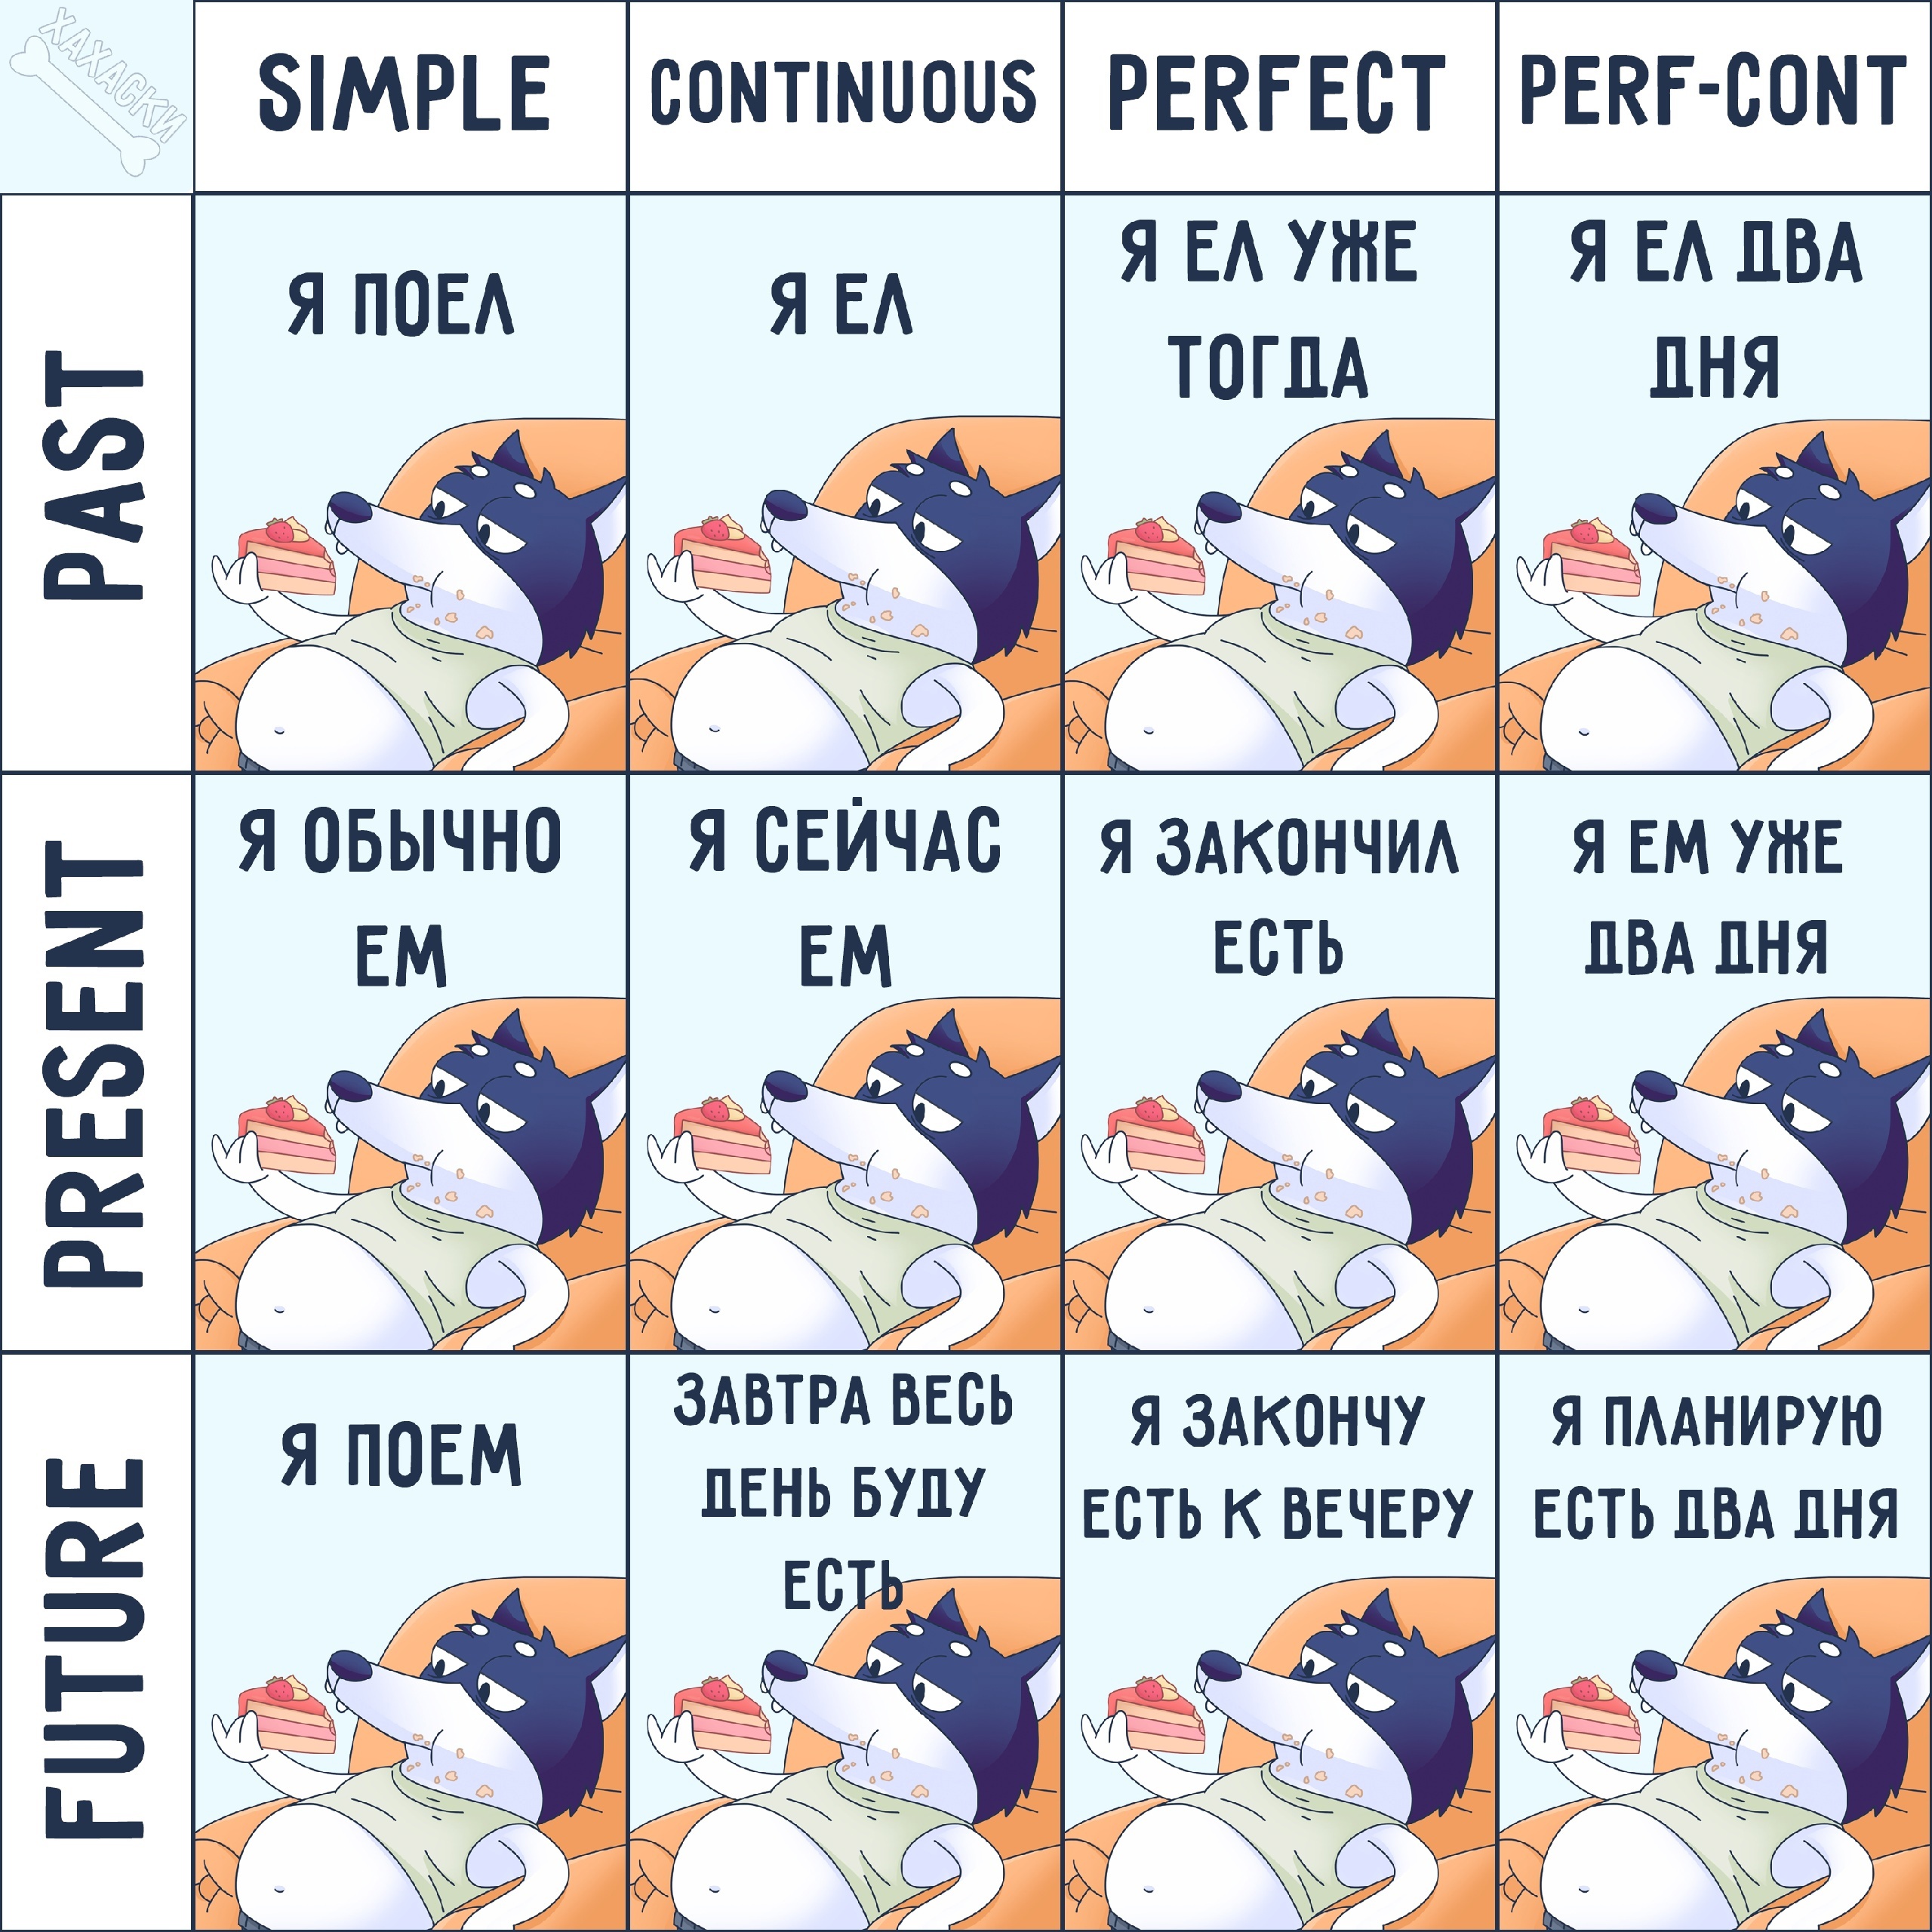 ХАХАСКИ
SIMPLE
CONTINUOUS
PERFECT
PERF-CONT
PAST
Я ПОЕЛ
Я ЕЛ
Я ЕЛ УЖЕ
ТОГДА
Я ЕЛ ДВА
ДНЯ
PRESENT
Я ОБЫЧНО
ЕМ
Я СЕЙЧАС
ЕМ
Я ЗАКОНЧИЛ
ЕСТЬ
Я ЕМ УЖЕ
ДВА ДНЯ
FUTURE
Я ПОЕМ
ЗАВТРА ВЕСЬ
ДЕНЬ БУДУ
ЕСТЬ
Я ЗАКОНЧУ
ЕСТЬ К ВЕЧЕРУ
Я ПЛАНИРУЮ
ЕСТЬ ДВА ДНЯ